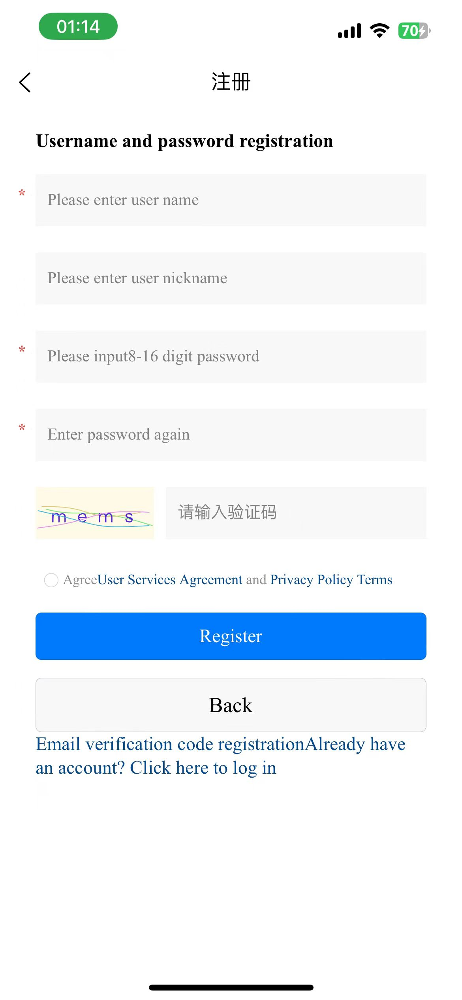 01:14
70
注册
Username and password registration
*
Please enter user name
Please enter user nickname
*
Please input8-16 digit password
*
Enter password again
m e m s
请输入验证码
AgreeUser Services Agreement and Privacy Policy Terms
Register
Back
Email verification code registrationAlready have
an account? Click here to log in